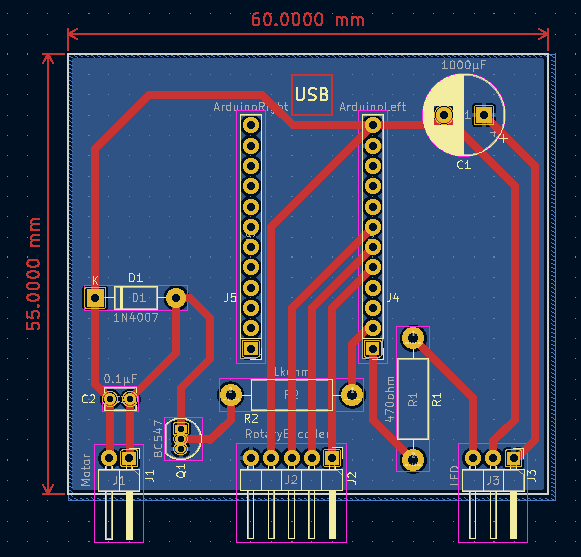 60.0000 mm
1000µF
USB
ArduinoRight
ArduinoLeft
1
+
C1
55.0000 mm
K
D1
D1
1N4007
J5
J4
0.1µF
C2
1kohm
R2
R2
470ohm
R1
R1
BC547
Q1
RotaryEncoder
Motor
J1
J1
J2
J2
LED
J3
J3